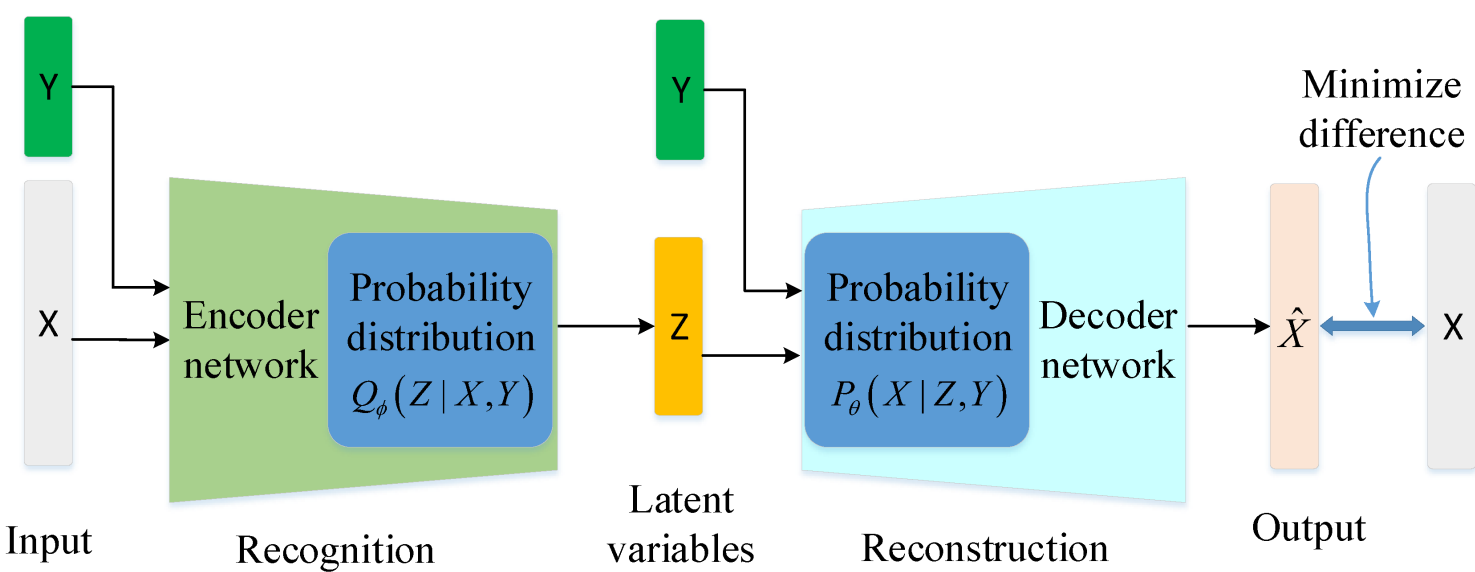 Y
X
Input
Encoder
network
Probability
distribution
Q_ϕ(Z | X,Y)
Recognition
Y
Z
Latent
variables
Probability
distribution
P_θ(X | Z,Y)
Decoder
network
Reconstruction
Minimize
difference
X̂
X
Output